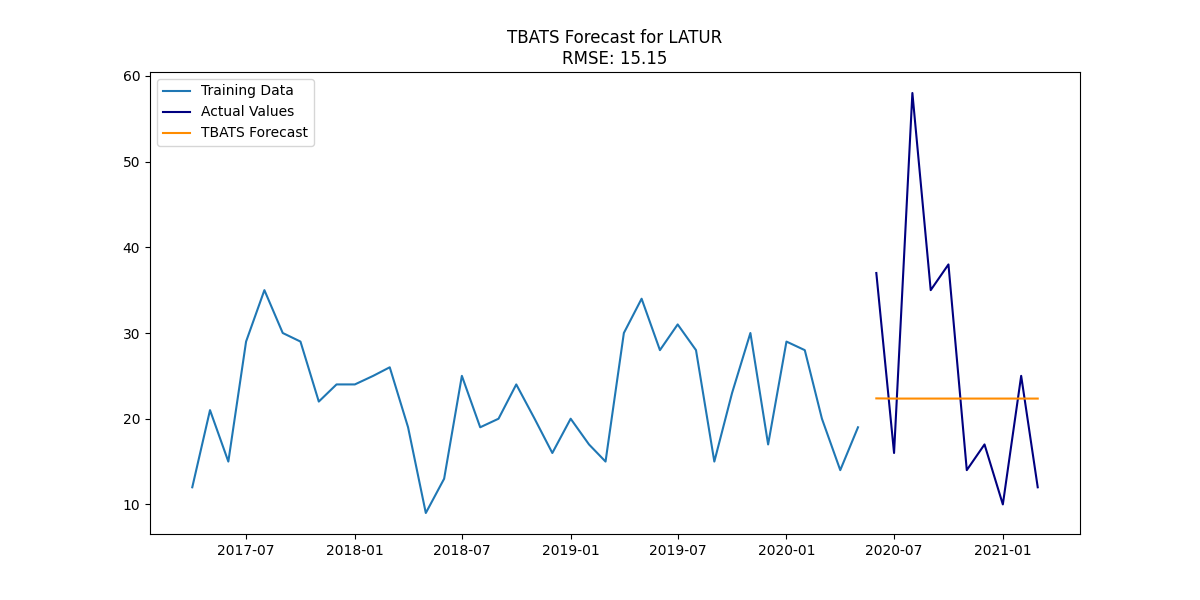 TBATS Forecast for LATUR
RMSE: 15.15
Training Data
Actual Values
TBATS Forecast
60
50
40
30
20
10
2017-07 2018-01 2018-07 2019-01 2019-07 2020-01 2020-07 2021-01